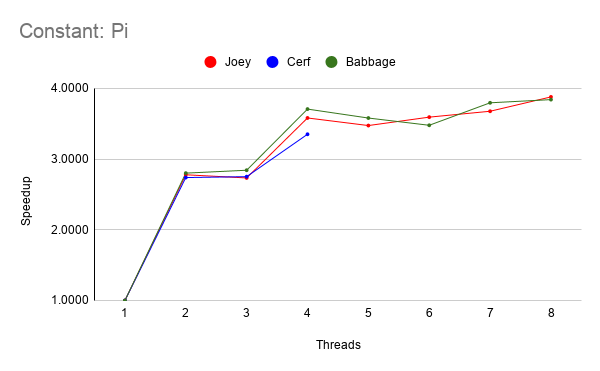 Constant: Pi
Joey Cerf Babbage
4.0000
3.0000
2.0000
1.0000
Speedup
1 2 3 4 5 6 7 8
Threads